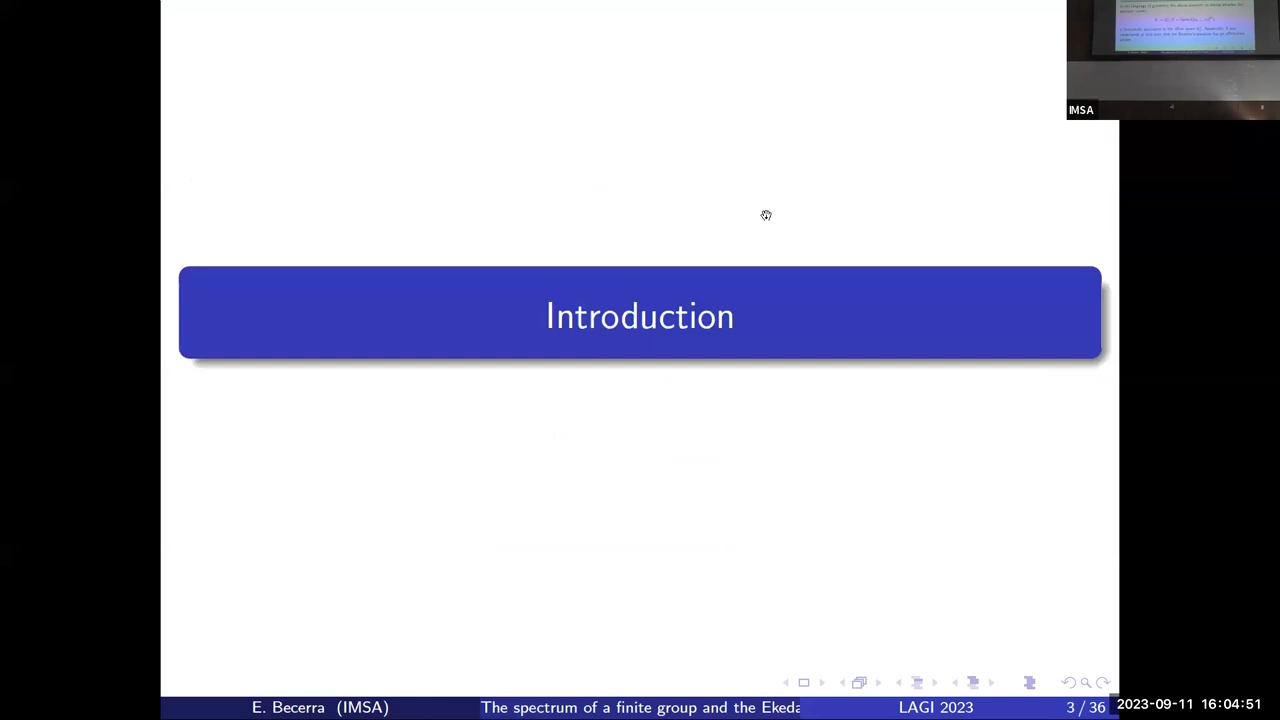 IMSA
Introduction
E. Becerra (IMSA)
The spectrum of a finite group and the Ekeda
LAGI 2023
3 / 36
2023-09-11 16:04:51